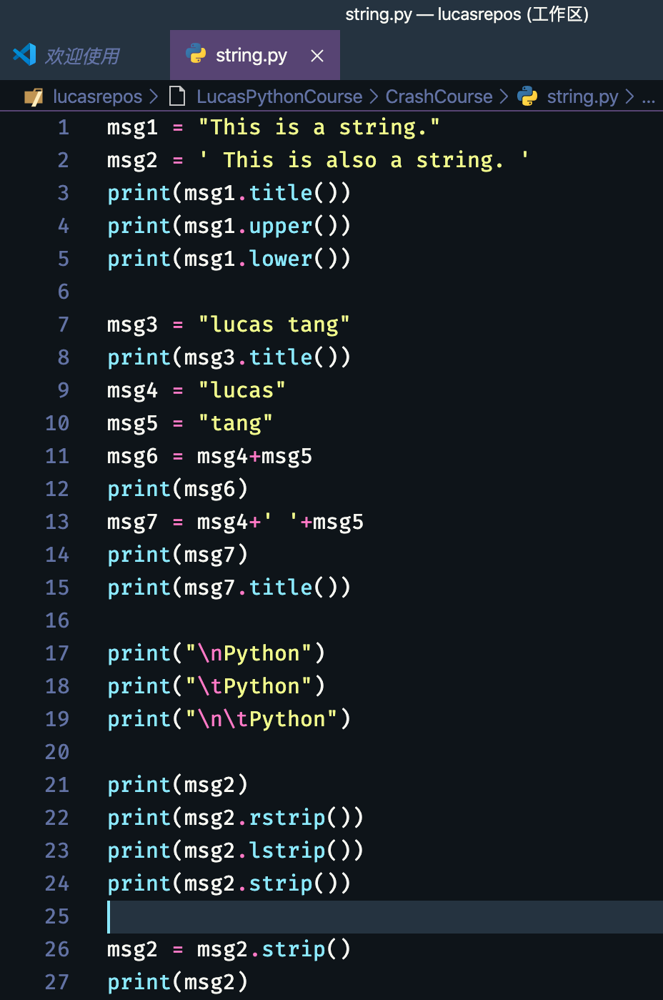 string.py — lucasrepos (工作区)
欢迎使用 string.py ×
lucasrepos > LucasPythonCourse > CrashCourse > string.py > ...
1 msg1 = "This is a string."
2 msg2 = ' This is also a string. '
3 print(msg1.title())
4 print(msg1.upper())
5 print(msg1.lower())
6
7 msg3 = "lucas tang"
8 print(msg3.title())
9 msg4 = "lucas"
10 msg5 = "tang"
11 msg6 = msg4+msg5
12 print(msg6)
13 msg7 = msg4+' '+msg5
14 print(msg7)
15 print(msg7.title())
16
17 print("\nPython")
18 print("\tPython")
19 print("\n\tPython")
20
21 print(msg2)
22 print(msg2.rstrip())
23 print(msg2.lstrip())
24 print(msg2.strip())
25
26 msg2 = msg2.strip()
27 print(msg2)